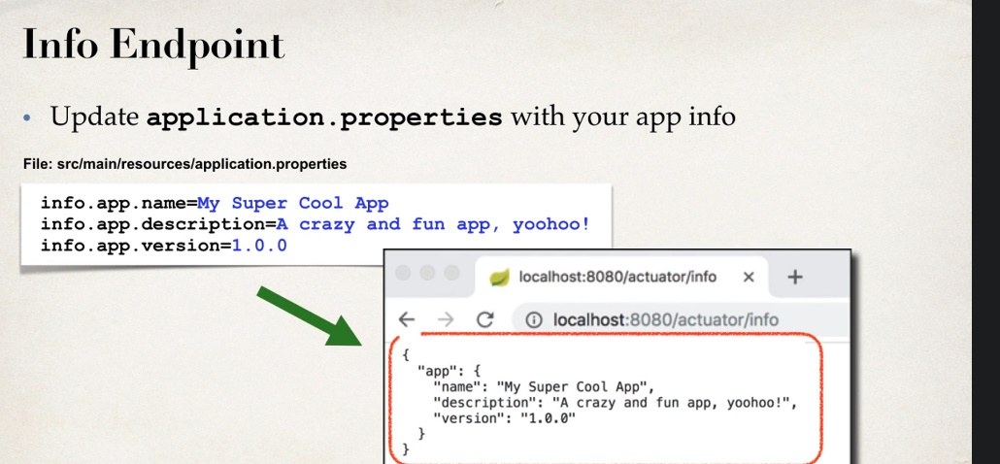 Info Endpoint
• Update application.properties with your app info
File: src/main/resources/application.properties
info.app.name=My Super Cool App
info.app.description=A crazy and fun app, yoohoo!
info.app.version=1.0.0
localhost:8080/actuator/info
localhost:8080/actuator/info
{
"app": {
"name": "My Super Cool App",
"description": "A crazy and fun app, yoohoo!",
"version": "1.0.0"
}
}